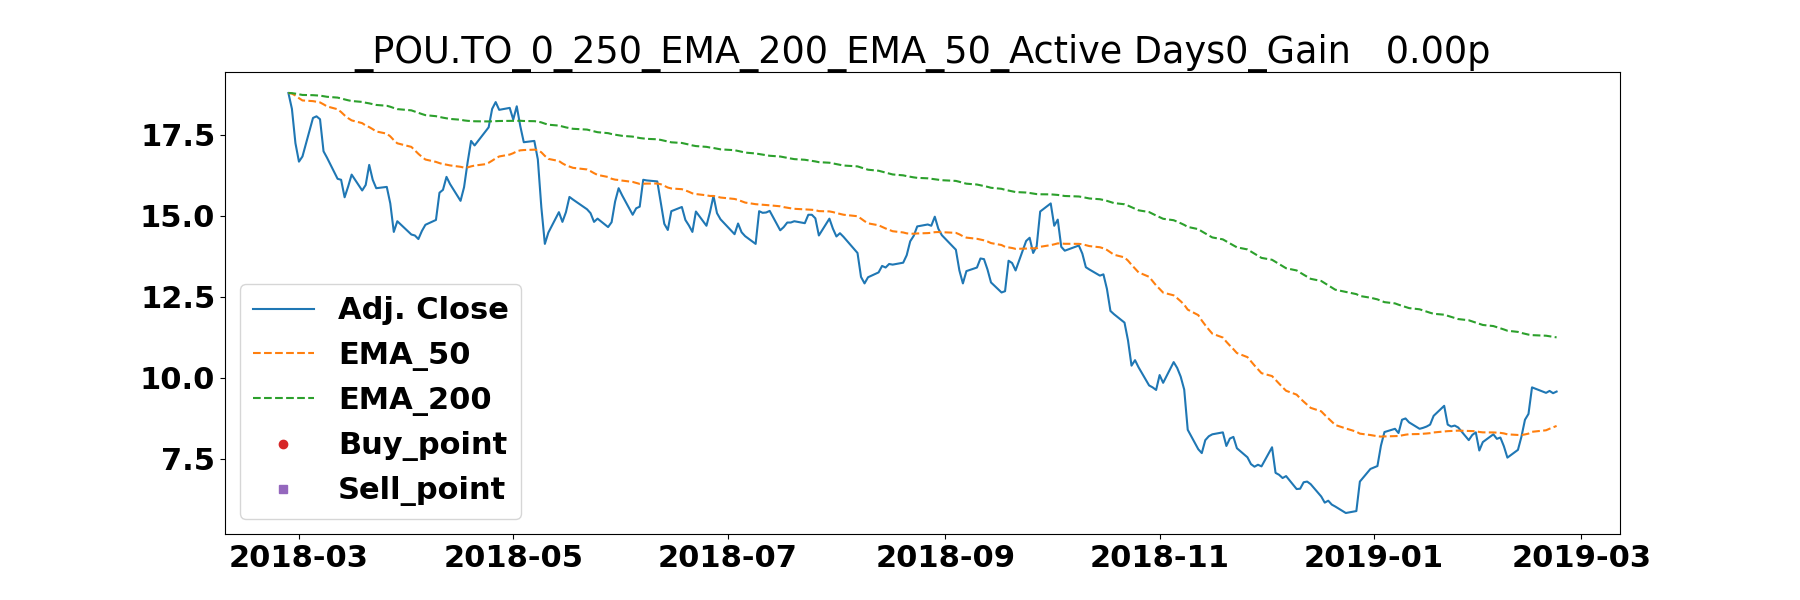 _POU.TO_0_250_EMA_200_EMA_50_Active Days0_Gain   0.00p
17.5
15.0
12.5
10.0
7.5
Adj. Close
EMA_50
EMA_200
Buy_point
Sell_point
2018-03 2018-05 2018-07 2018-09 2018-11 2019-01 2019-03